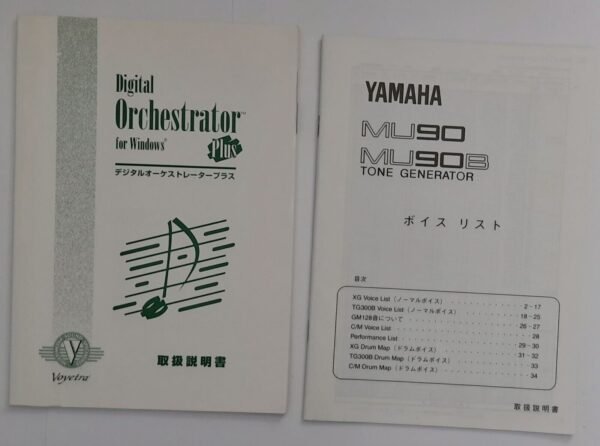 Digital
Orchestrator™
for Windows®
Plus
デジタルオーケストレータープラス
取扱説明書
Voyetra
YAMAHA
MU90
MU90B
TONE GENERATOR
ボイス リスト
目次
XG Voice List（ノーマルボイス） 2 - 17
TG300B Voice List（ノーマルボイス） 18 - 25
GM128音について 26 - 27
C/M Voice List 28
Performance List 29 - 30
XG Drum Map（ドラムボイス） 31 - 32
TG300B Drum Map（ドラムボイス） 33
C/M Drum Map（ドラムボイス） 34
取扱説明書